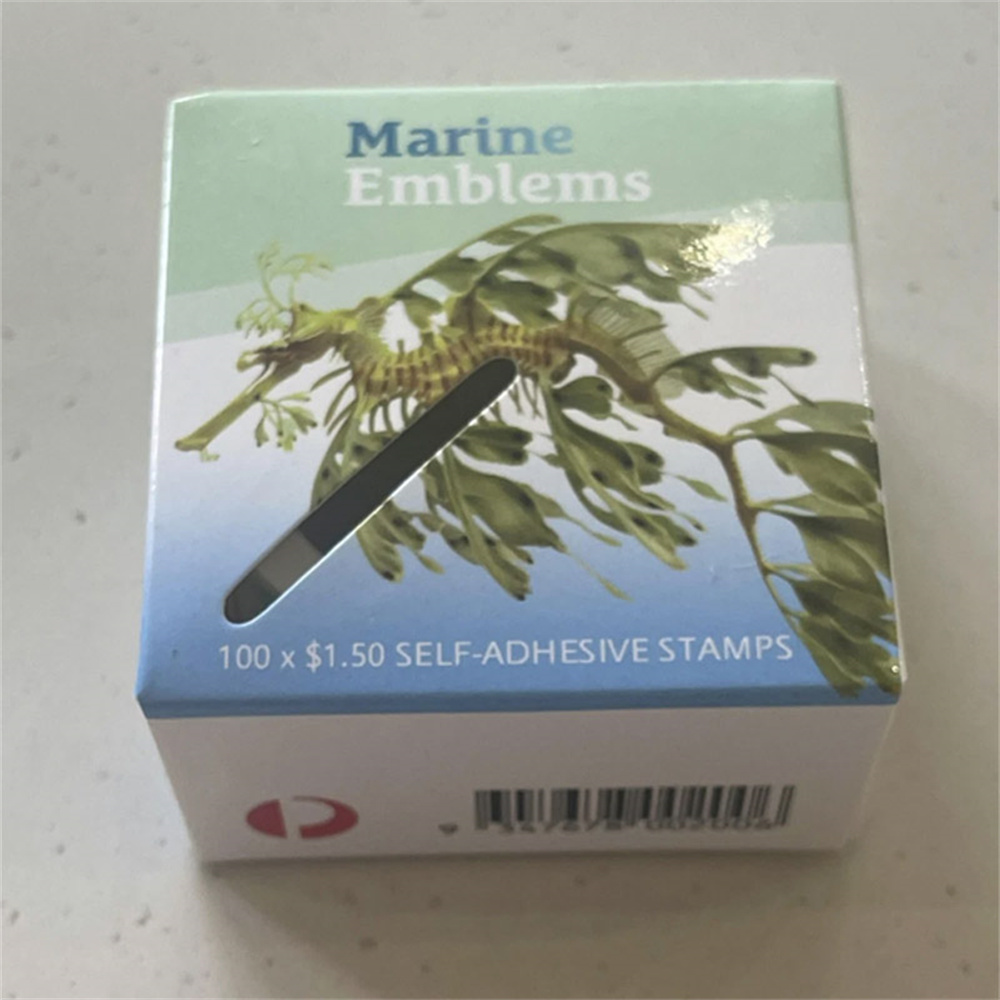 Marine
Emblems
100 x $1.50 SELF-ADHESIVE STAMPS